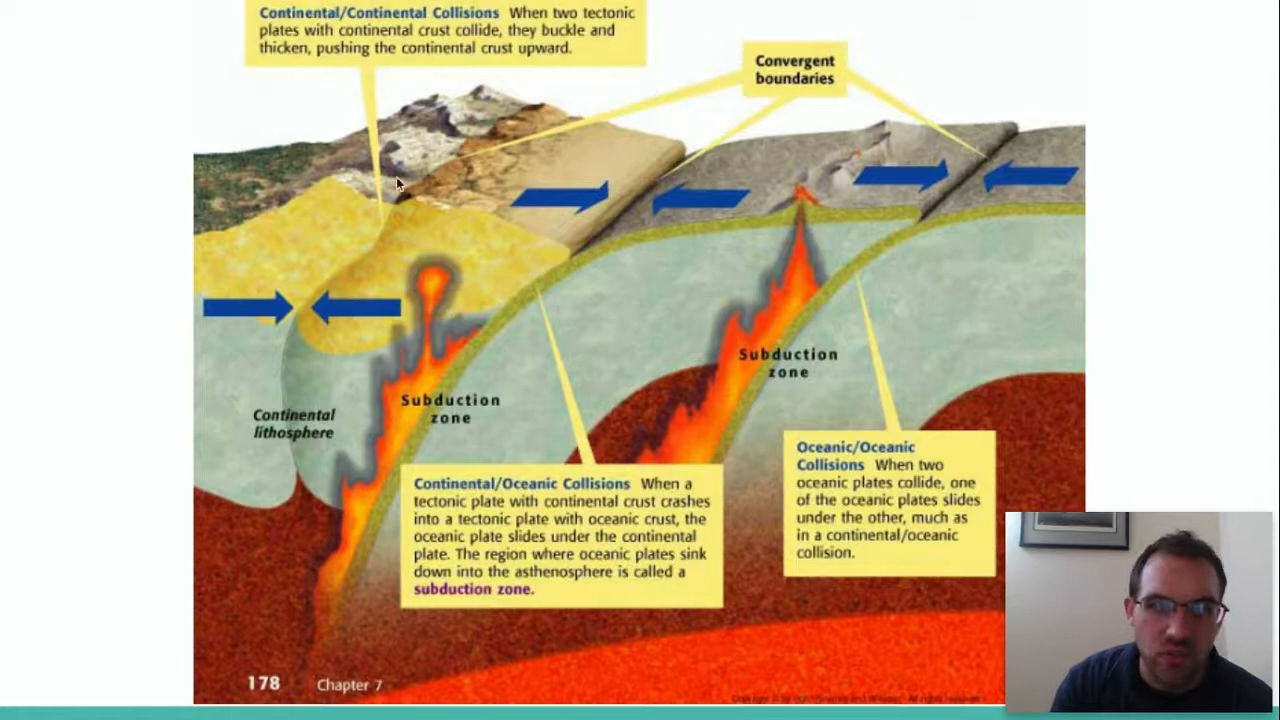 Continental/Continental Collisions When two tectonic
plates with continental crust collide, they buckle and
thicken, pushing the continental crust upward.
Convergent
boundaries
Subduction
zone
Subduction
zone
Continental
lithosphere
Continental/Oceanic Collisions When a
tectonic plate with continental crust crashes
into a tectonic plate with oceanic crust, the
oceanic plate slides under the continental
plate. The region where oceanic plates sink
down into the asthenosphere is called a
subduction zone.
Oceanic/Oceanic
Collisions When two
oceanic plates collide, one
of the oceanic plates slides
under the other, much as
in a continental/oceanic
collision.
178 Chapter 7